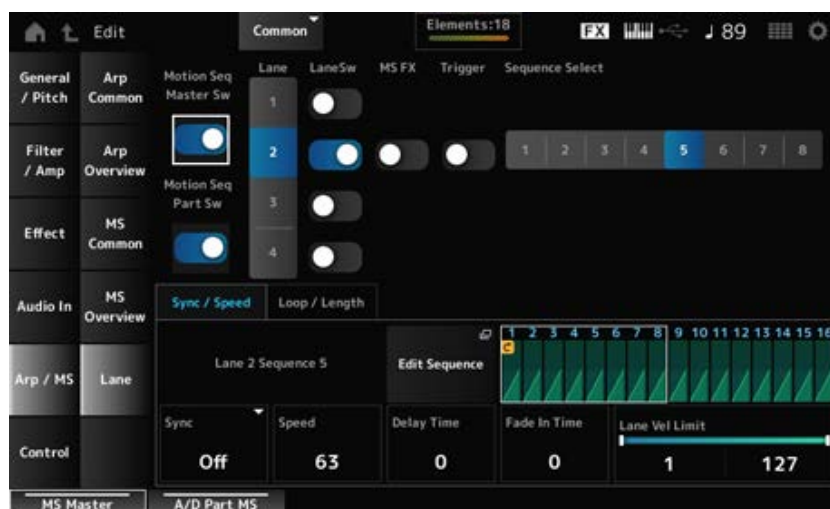 Edit
Common
Elements:18
FX
♩ 89
General / Pitch
Arp Common
Filter / Amp
Arp Overview
Effect
MS Common
Audio In
MS Overview
Arp / MS
Lane
Control
Motion Seq Master Sw
Motion Seq Part Sw
Lane
LaneSw
MS FX
Trigger
Sequence Select
1
2
3
4
1 2 3 4 5 6 7 8
Sync / Speed
Loop / Length
Lane 2 Sequence 5
Edit Sequence
1 2 3 4 5 6 7 8 9 10 11 12 13 14 15 16
Sync
Off
Speed
63
Delay Time
0
Fade In Time
0
Lane Vel Limit
1
127
MS Master
A/D Part MS